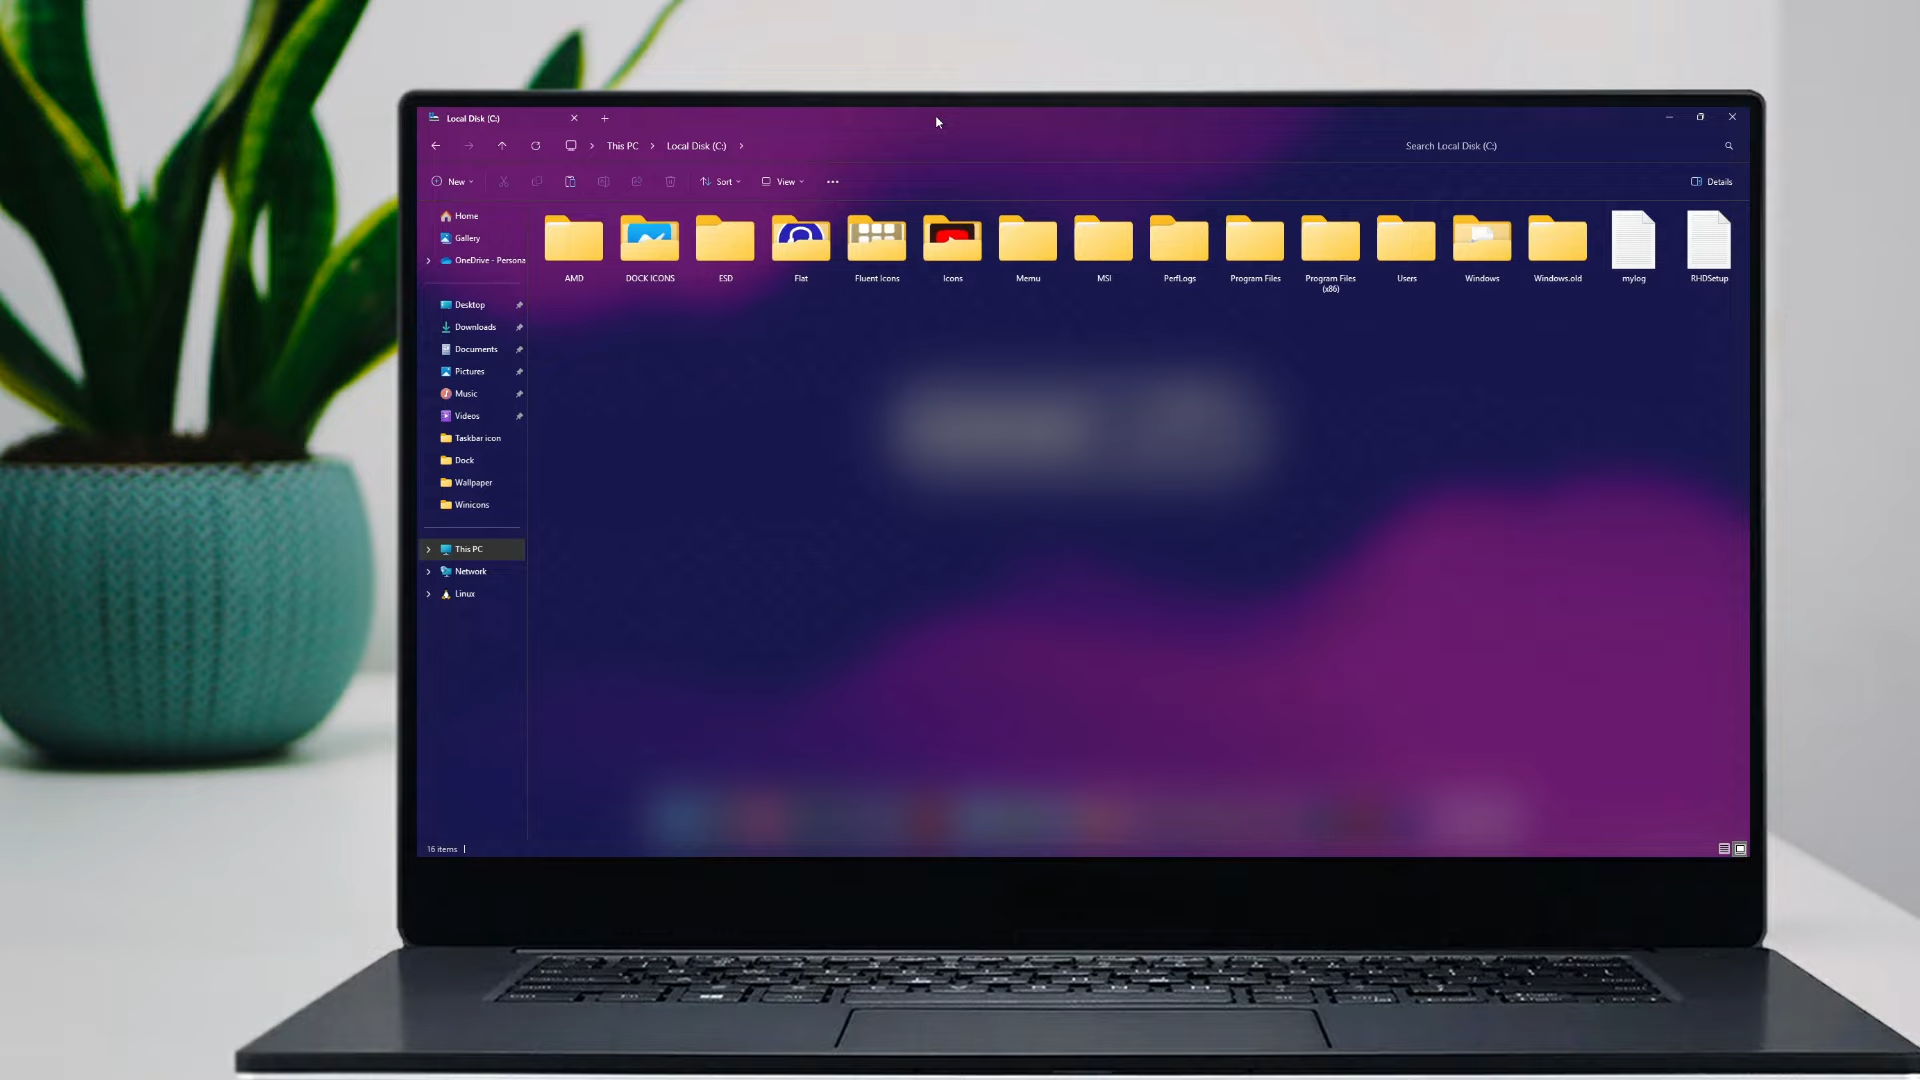 Local Disk (C:)
This PC
Local Disk (C:)
Search Local Disk (C:)
New
Sort
View
Details
Home
Gallery
OneDrive - Persona
Desktop
Downloads
Documents
Pictures
Music
Videos
Taskbar icon
Dock
Wallpaper
Winicons
This PC
Network
Linux
AMD
DOCK ICONS
ESD
Flat
Fluent Icons
Icons
Memu
MSI
PerfLogs
Program Files
Program Files
(x86)
Users
Windows
Windows.old
mylog
RHDSetup
16 items